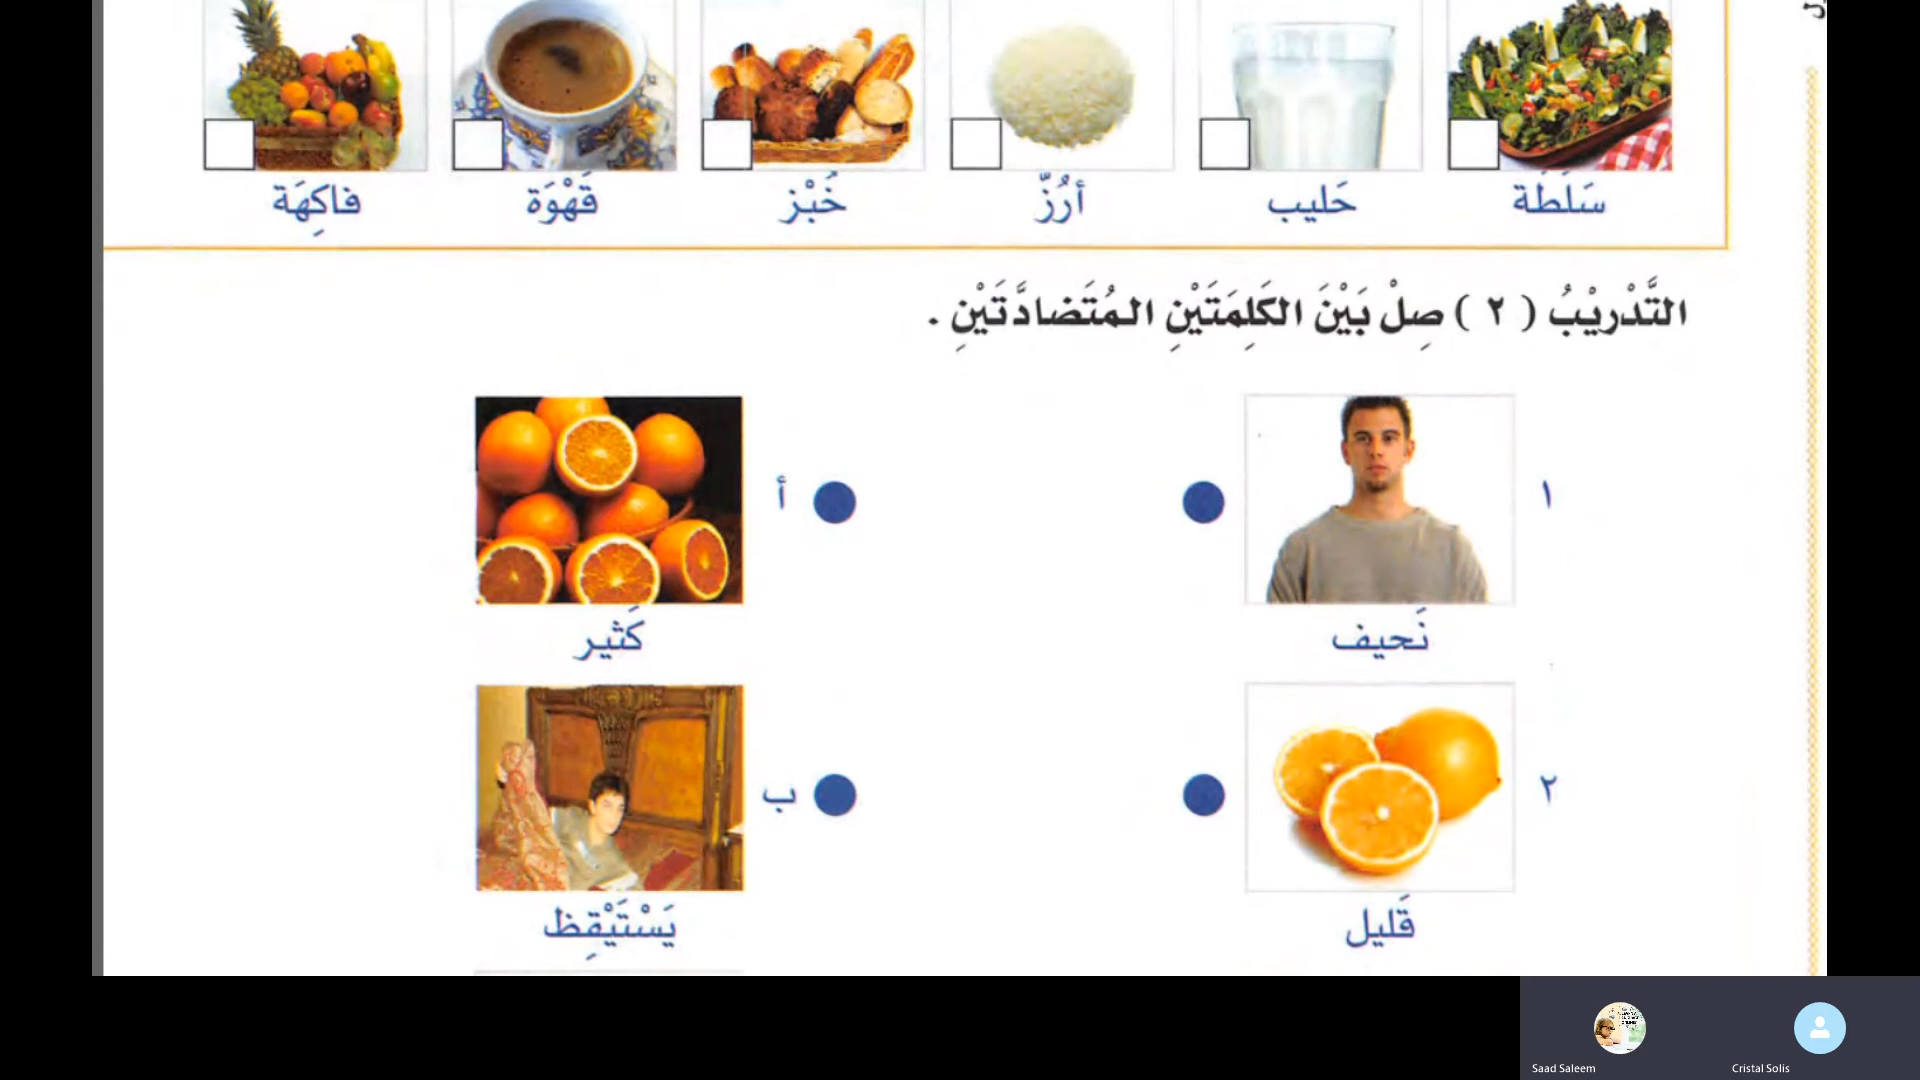 سَلَطَة حَليب أرُزّ خُبْز قَهْوَة فاكِهَة
التَّدْريْبُ ( ٢ ) صِلْ بَيْنَ الكَلِمَتَيْنِ المُتَضادَّتَيْنِ .
١ أ
نَحيف كَثير
٢ ب
قَليل يَسْتَيْقِظ
Saad Saleem Cristal Solis